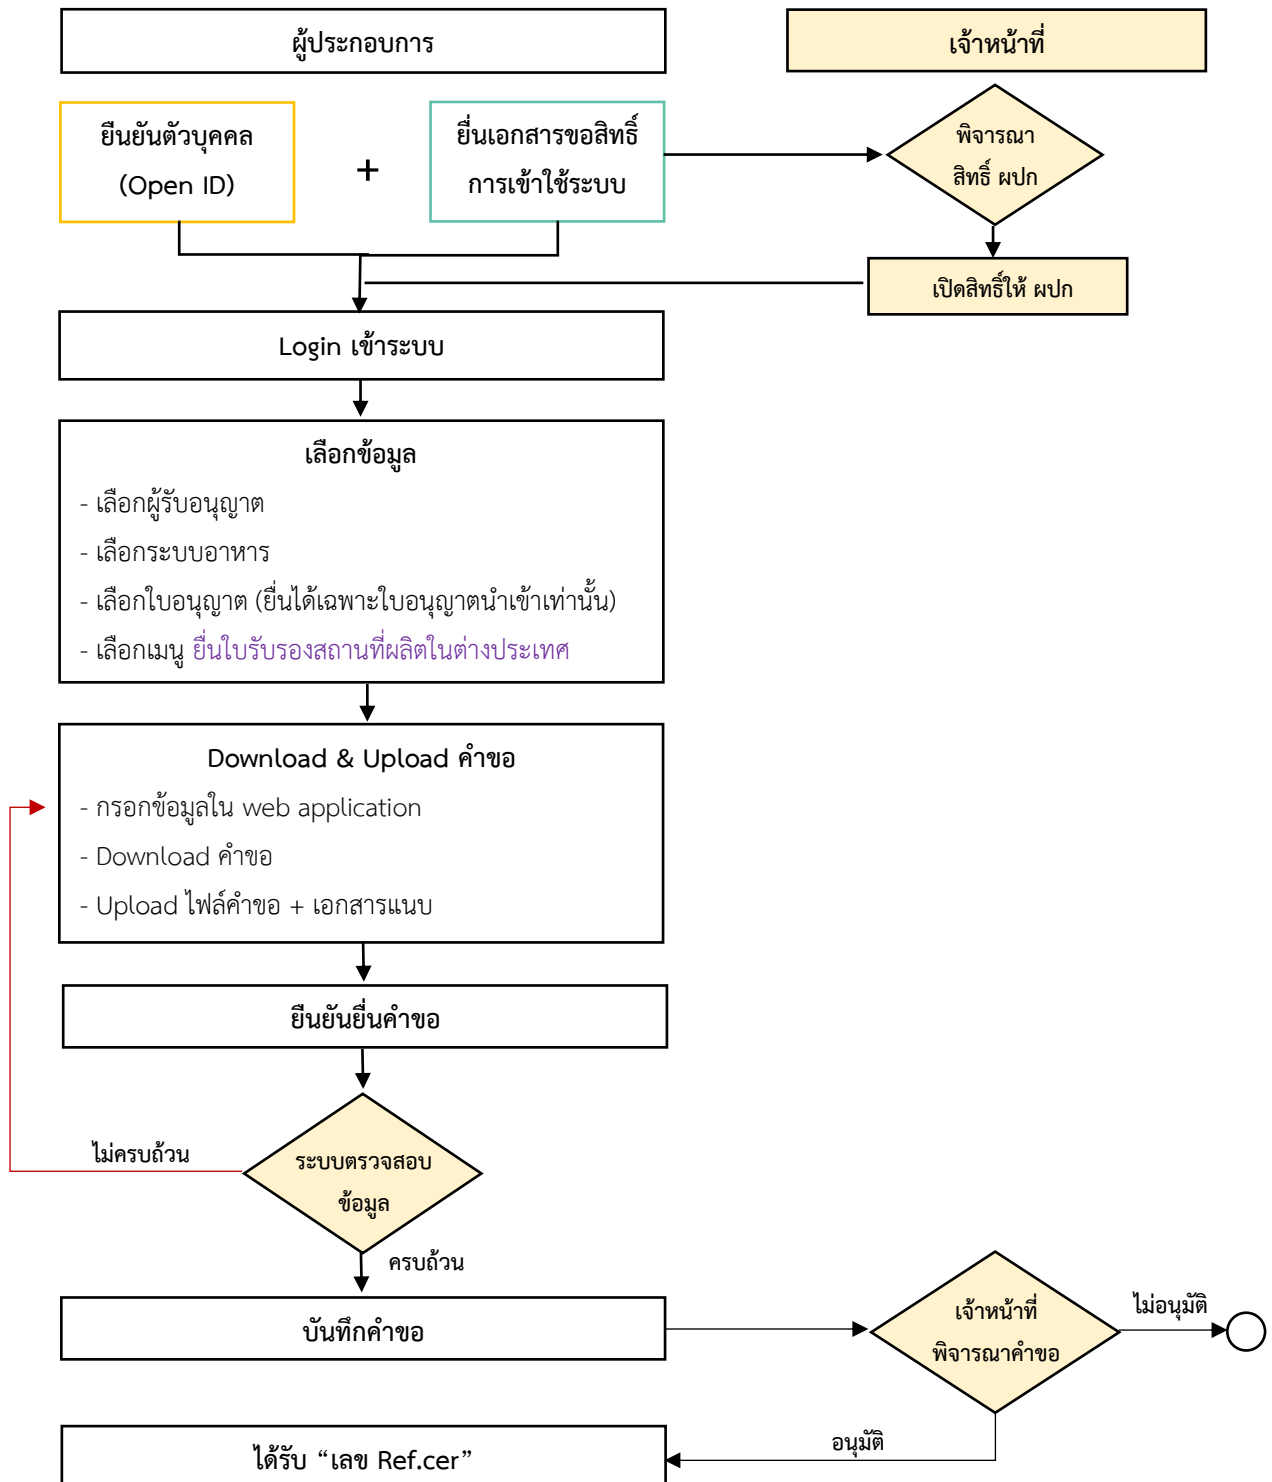 ผู้ประกอบการ
เจ้าหน้าที่
ยืนยันตัวบุคคล
(Open ID)
+
ยื่นเอกสารขอสิทธิ์
การเข้าใช้ระบบ
พิจารณา
สิทธิ์ ผปก
เปิดสิทธิ์ให้ ผปก
Login เข้าระบบ
เลือกข้อมูล
- เลือกผู้รับอนุญาต
- เลือกระบบอาหาร
- เลือกใบอนุญาต (ยื่นได้เฉพาะใบอนุญาตนำเข้าเท่านั้น)
- เลือกเมนู ยื่นใบรับรองสถานที่ผลิตในต่างประเทศ
Download & Upload คำขอ
- กรอกข้อมูลใน web application
- Download คำขอ
- Upload ไฟล์คำขอ + เอกสารแนบ
ยืนยันยื่นคำขอ
ไม่ครบถ้วน
ระบบตรวจสอบ
ข้อมูล
ครบถ้วน
บันทึกคำขอ
เจ้าหน้าที่
พิจารณาคำขอ
ไม่อนุมัติ
อนุมัติ
ได้รับ “เลข Ref.cer”